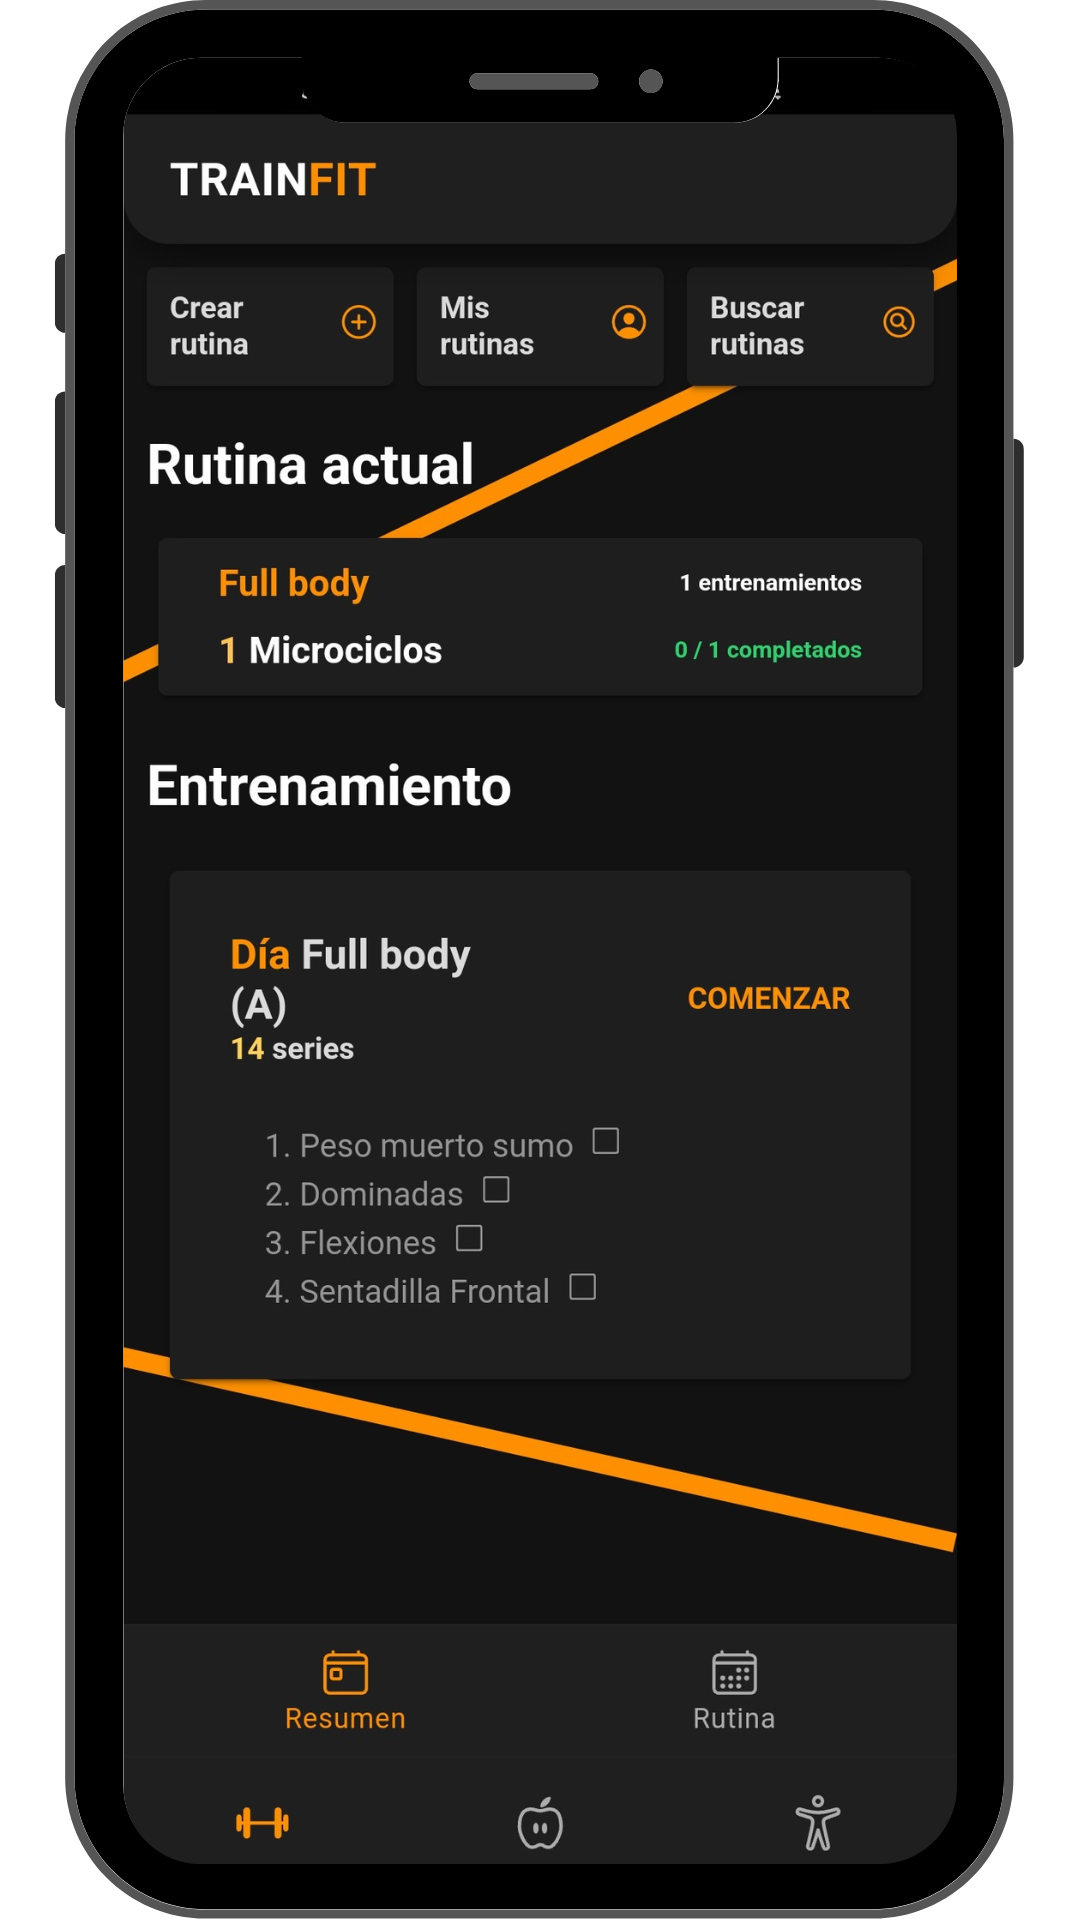 TRAINFIT
Crear
rutina
Mis
rutinas
Buscar
rutinas
Rutina actual
Full body
1 entrenamientos
1 Microciclos
0 / 1 completados
Entrenamiento
Día Full body
(A)
COMENZAR
14 series
1. Peso muerto sumo
2. Dominadas
3. Flexiones
4. Sentadilla Frontal
Resumen
Rutina